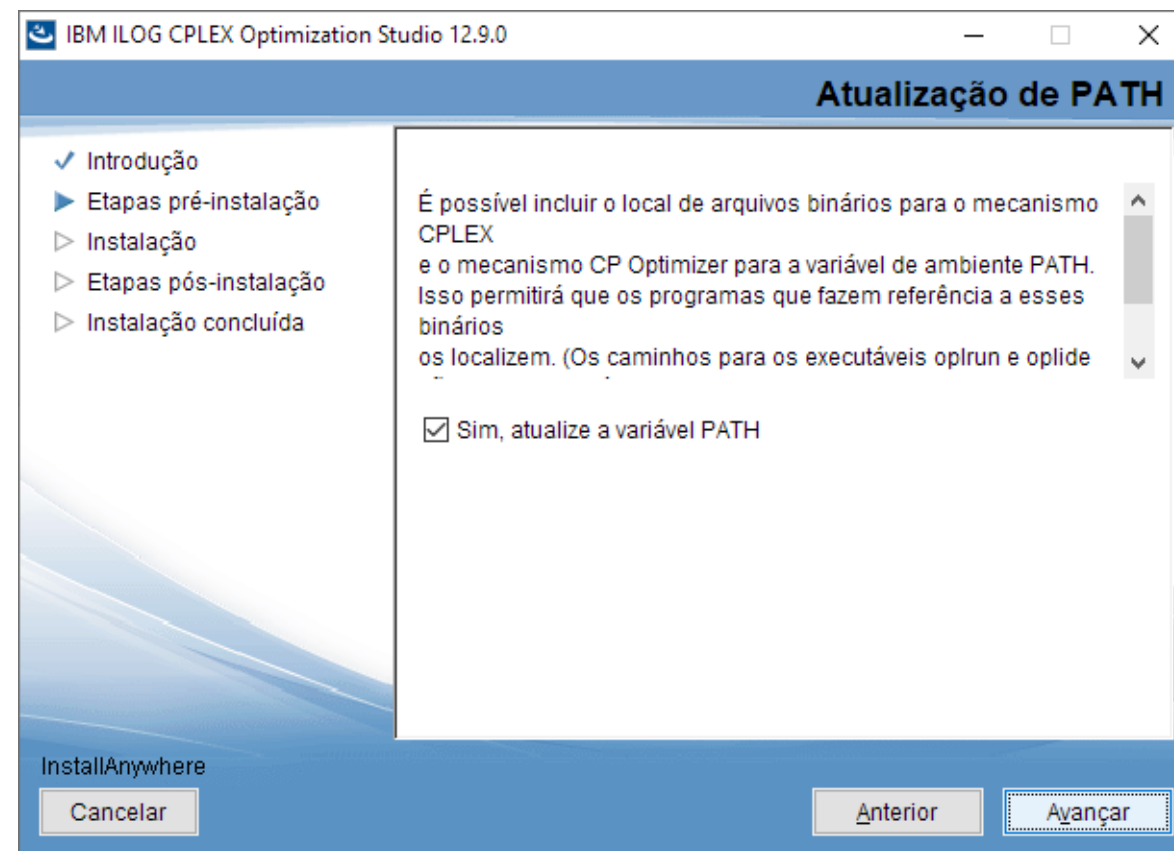 IBM ILOG CPLEX Optimization Studio 12.9.0
Atualização de PATH
Introdução
Etapas pré-instalação
Instalação
Etapas pós-instalação
Instalação concluída
É possível incluir o local de arquivos binários para o mecanismo
CPLEX
e o mecanismo CP Optimizer para a variável de ambiente PATH.
Isso permitirá que os programas que fazem referência a esses
binários
os localizem. (Os caminhos para os executáveis oplrun e oplide
Sim, atualize a variável PATH
InstallAnywhere
Cancelar
Anterior
Avançar